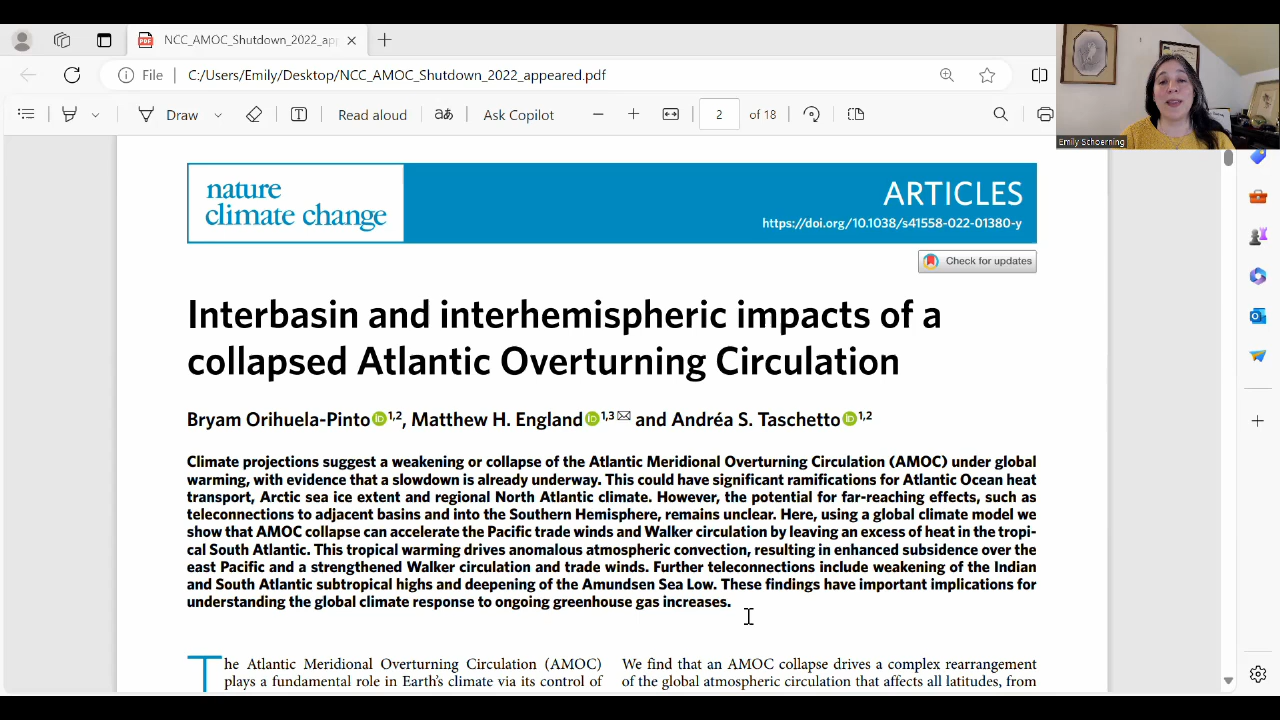 NCC_AMOC_Shutdown_2022_ap
File C:/Users/Emily/Desktop/NCC_AMOC_Shutdown_2022_appeared.pdf
Draw Read aloud Ask Copilot 2 of 18
Emily Schoerning
nature
climate change
ARTICLES
https://doi.org/10.1038/s41558-022-01380-y
Check for updates
Interbasin and interhemispheric impacts of a
collapsed Atlantic Overturning Circulation
Bryam Orihuela-Pinto 1,2, Matthew H. England 1,3 and Andréa S. Taschetto 1,2
Climate projections suggest a weakening or collapse of the Atlantic Meridional Overturning Circulation (AMOC) under global
warming, with evidence that a slowdown is already underway. This could have significant ramifications for Atlantic Ocean heat
transport, Arctic sea ice extent and regional North Atlantic climate. However, the potential for far-reaching effects, such as
teleconnections to adjacent basins and into the Southern Hemisphere, remains unclear. Here, using a global climate model we
show that AMOC collapse can accelerate the Pacific trade winds and Walker circulation by leaving an excess of heat in the tropi-
cal South Atlantic. This tropical warming drives anomalous atmospheric convection, resulting in enhanced subsidence over the
east Pacific and a strengthened Walker circulation and trade winds. Further teleconnections include weakening of the Indian
and South Atlantic subtropical highs and deepening of the Amundsen Sea Low. These findings have important implications for
understanding the global climate response to ongoing greenhouse gas increases.
The Atlantic Meridional Overturning Circulation (AMOC)
plays a fundamental role in Earth's climate via its control of
We find that an AMOC collapse drives a complex rearrangement
of the global atmospheric circulation that affects all latitudes, from